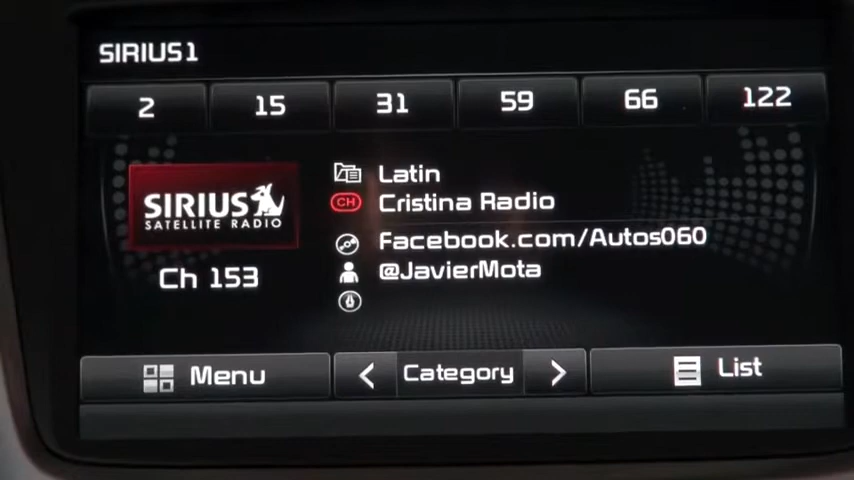 SIRIUS1
2 15 31 59 66 122
SIRIUS
SATELLITE RADIO
Ch 153
Latin
CH Cristina Radio
Facebook.com/Autos060
@JavierMota
Menu
Category
List